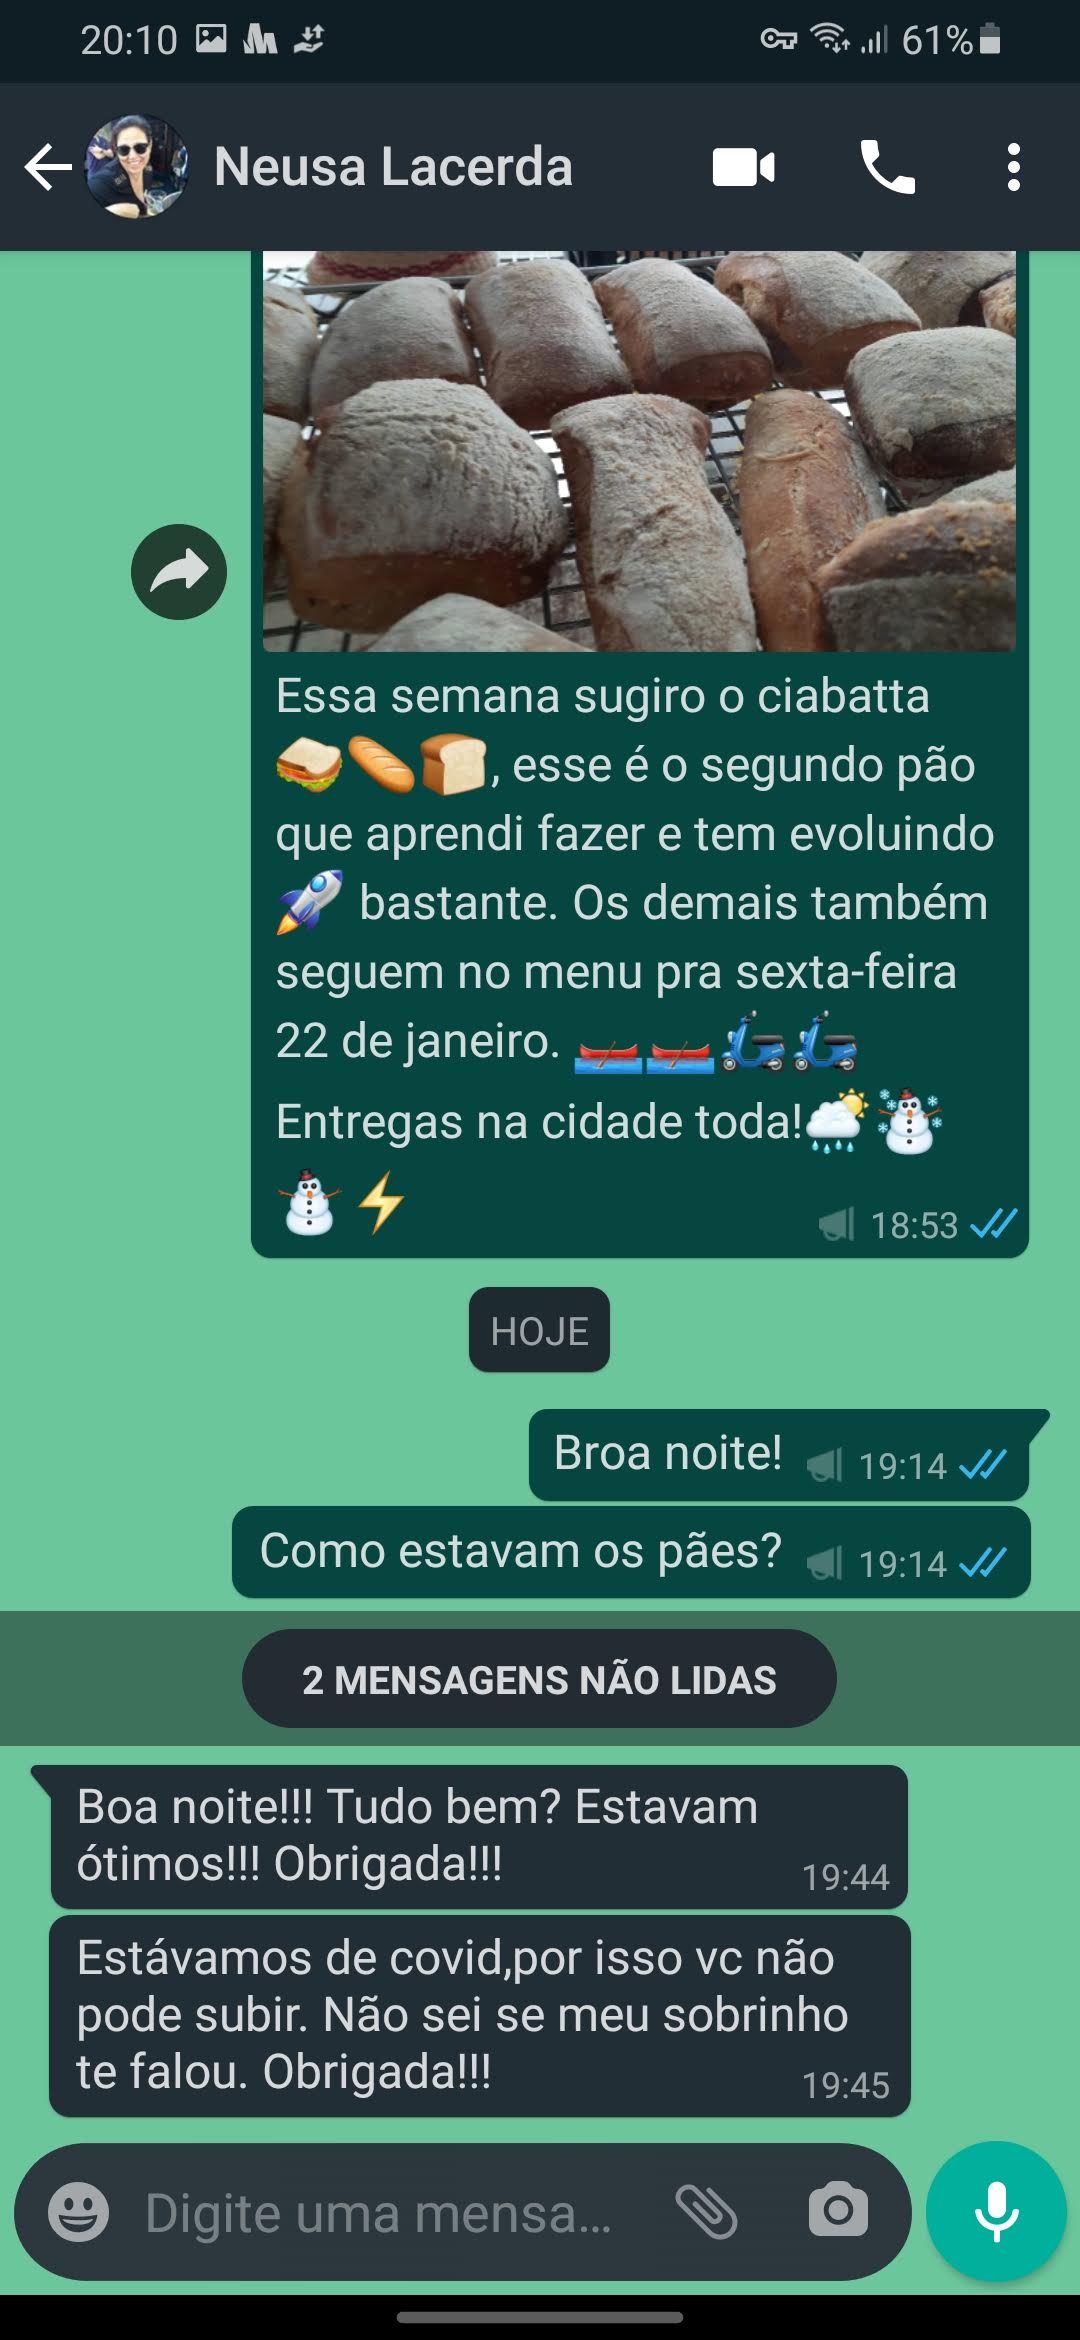 20:10
61%
Neusa Lacerda
Essa semana sugiro o ciabatta
🥪🥖🍞, esse é o segundo pão
que aprendi fazer e tem evoluindo
🚀 bastante. Os demais também
seguem no menu pra sexta-feira
22 de janeiro. 🚣🚣🛵🛵
Entregas na cidade toda!🌦️☃️
⛄⚡
18:53
HOJE
Broa noite!
19:14
Como estavam os pães?
19:14
2 MENSAGENS NÃO LIDAS
Boa noite!!! Tudo bem? Estavam
ótimos!!! Obrigada!!!
19:44
Estávamos de covid,por isso vc não
pode subir. Não sei se meu sobrinho
te falou. Obrigada!!!
19:45
Digite uma mensa...